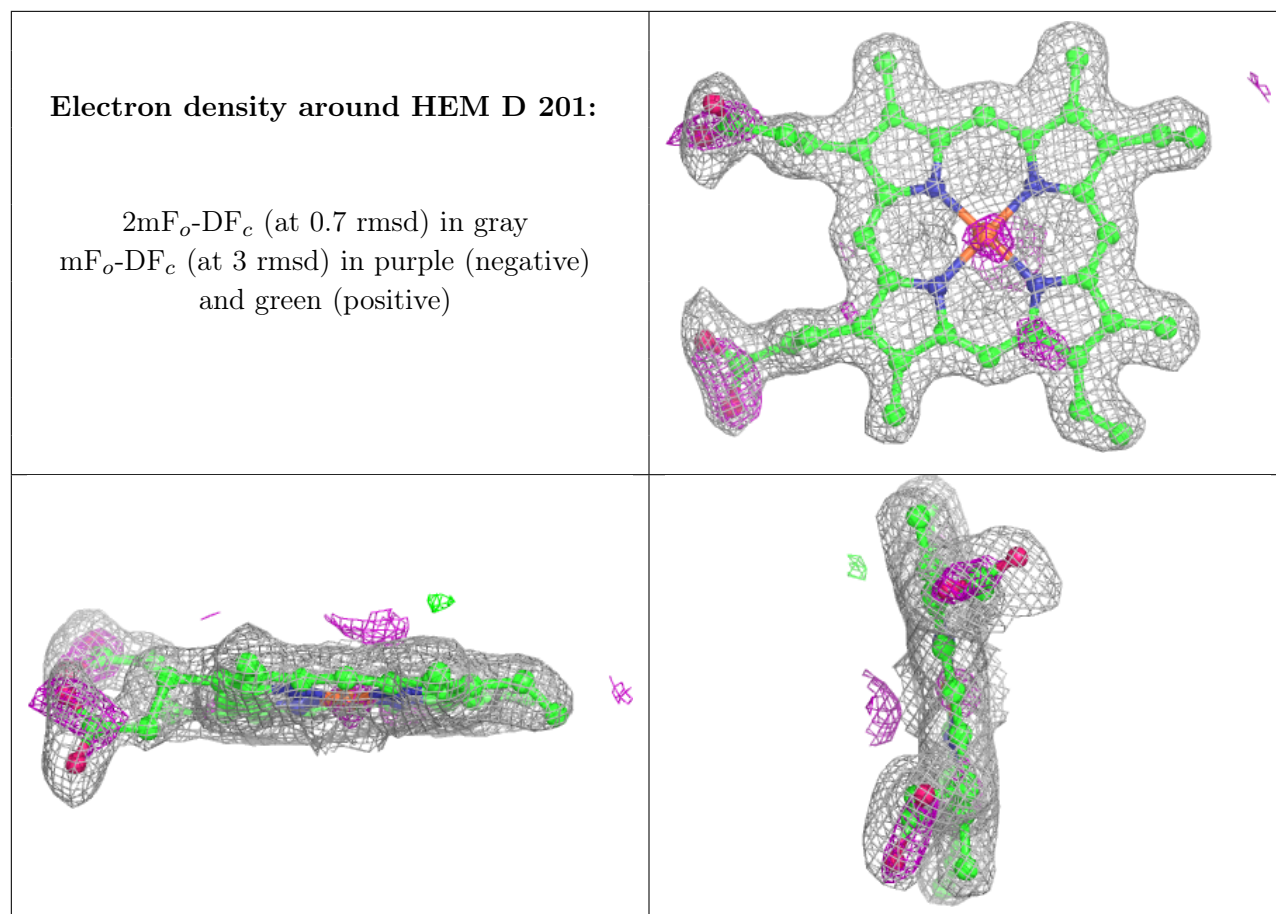 Electron density around HEM D 201:
2mFo-DFc (at 0.7 rmsd) in gray
mFo-DFc (at 3 rmsd) in purple (negative)
and green (positive)